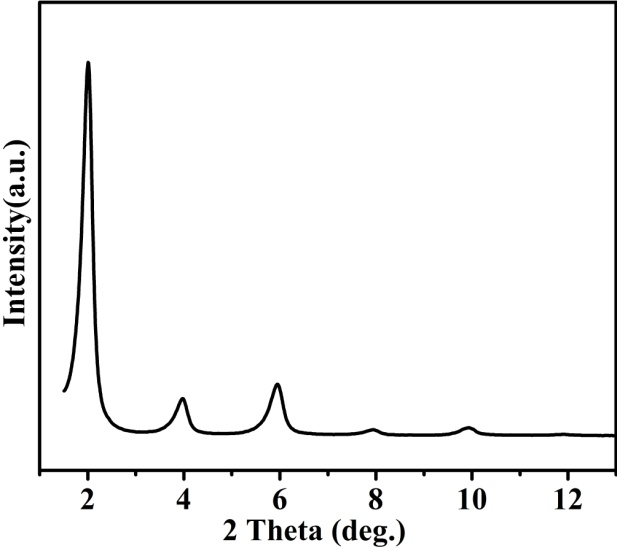 Intensity(a.u.)
2 4 6 8 10 12
2 Theta (deg.)